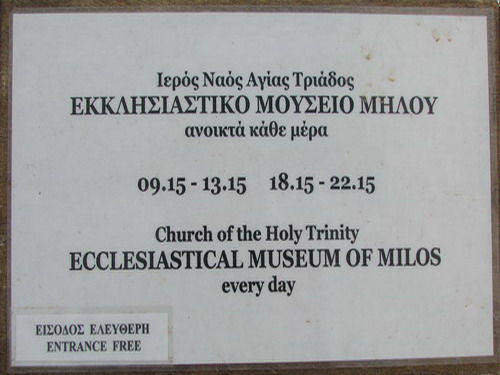 Ιερός Ναός Αγίας Τριάδος
ΕΚΚΛΗΣΙΑΣΤΙΚΟ ΜΟΥΣΕΙΟ ΜΗΛΟΥ
ανοικτά κάθε μέρα
09.15 - 13.15 18.15 - 22.15
Church of the Holy Trinity
ECCLESIASTICAL MUSEUM OF MILOS
every day
ΕΙΣΟΔΟΣ ΕΛΕΥΘΕΡΗ
ENTRANCE FREE